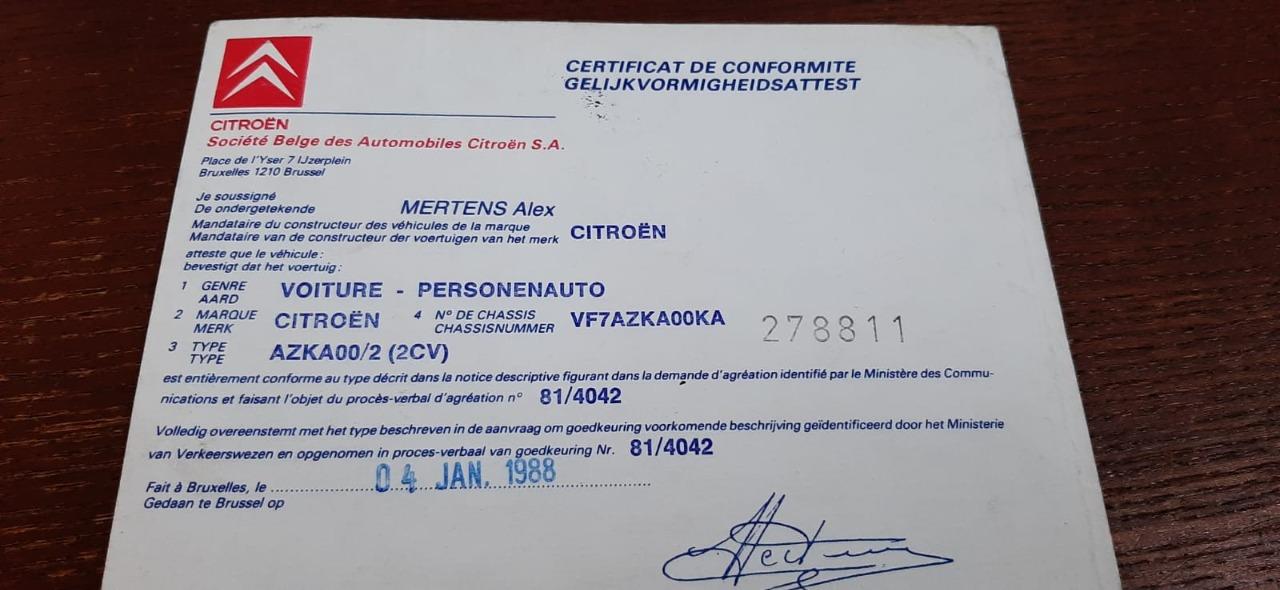 CERTIFICAT DE CONFORMITE
GELIJKVORMIGHEIDSATTEST
CITROËN
Société Belge des Automobiles Citroën S.A.
Place de l'Yser 7 IJzerplein
Bruxelles 1210 Brussel
Je soussigné
De ondergetekende MERTENS Alex
Mandataire du constructeur des véhicules de la marque
Mandataire van de constructeur der voertuigen van het merk CITROËN
atteste que le véhicule :
bevestigt dat het voertuig :
1 GENRE
AARD VOITURE - PERSONENAUTO
2 MARQUE
MERK CITROËN 4 N° DE CHASSIS
CHASSISNUMMER VF7AZKA00KA 278811
3 TYPE
TYPE AZKA00/2 (2CV)
est entièrement conforme au type décrit dans la notice descriptive figurant dans la demande d'agréation identifié par le Ministère des Commu-
nications et faisant l'objet du procès-verbal d'agréation n° 81/4042
Volledig overeenstemt met het type beschreven in de aanvraag om goedkeuring voorkomende beschrijving geïdentificeerd door het Ministerie
van Verkeerswezen en opgenomen in proces-verbaal van goedkeuring Nr. 81/4042
Fait à Bruxelles, le 04 JAN. 1988
Gedaan te Brussel op